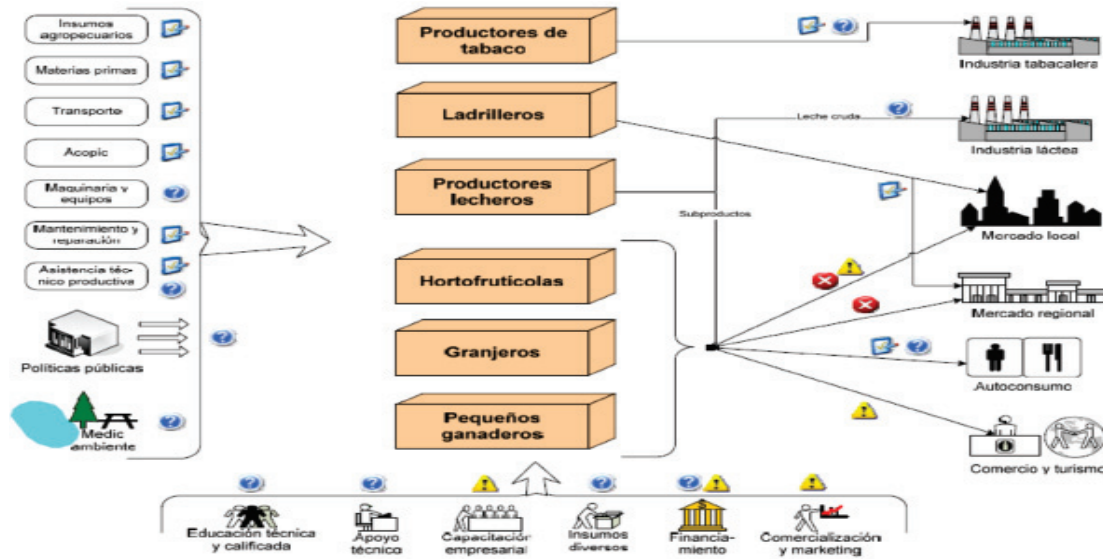 Insumos
agropecuarios
Materias primas
Transporte
Acopic
Maquinaria y
equipos
Mantenimiento y
reparación
Asistencia téc-
nico productiva
Políticas públicas
Medic
ambiente
Productores de
tabaco
Ladrilleros
Productores
lecheros
Hortofrutícolas
Granjeros
Pequeños
ganaderos
Leche cruda
Subproductos
Industria tabacalera
Industria láctea
Mercado local
Mercado regional
Autoconsumo
Comercio y turismo
Educación técnica
y calificada
Apoyo
técnico
Capacitación
empresarial
Insumos
diversos
Financia-
miento
Comercialización
y marketing